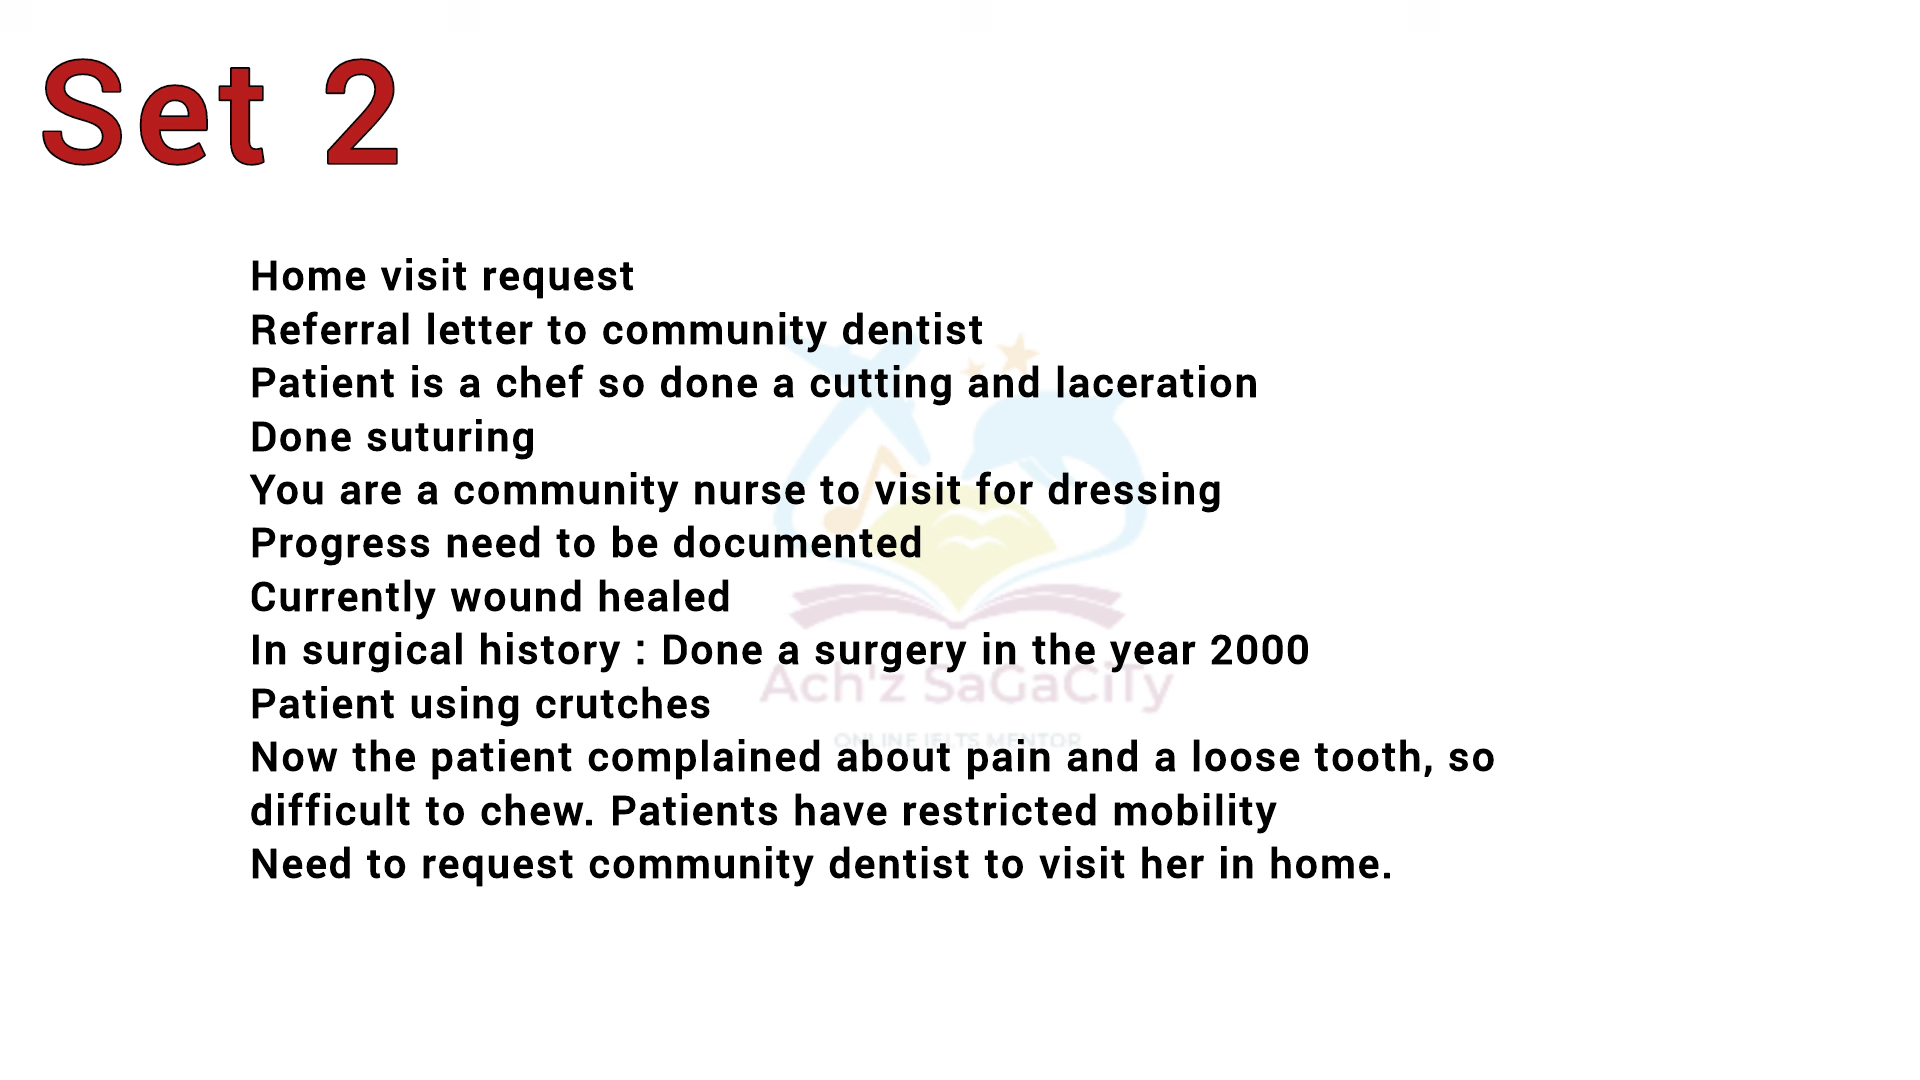 Set 2
Home visit request
Referral letter to community dentist
Patient is a chef so done a cutting and laceration
Done suturing
You are a community nurse to visit for dressing
Progress need to be documented
Currently wound healed
In surgical history : Done a surgery in the year 2000
Ach'z SaGaCiTy
Patient using crutches
ONLINE IELTS MENTOR
Now the patient complained about pain and a loose tooth, so
difficult to chew. Patients have restricted mobility
Need to request community dentist to visit her in home.